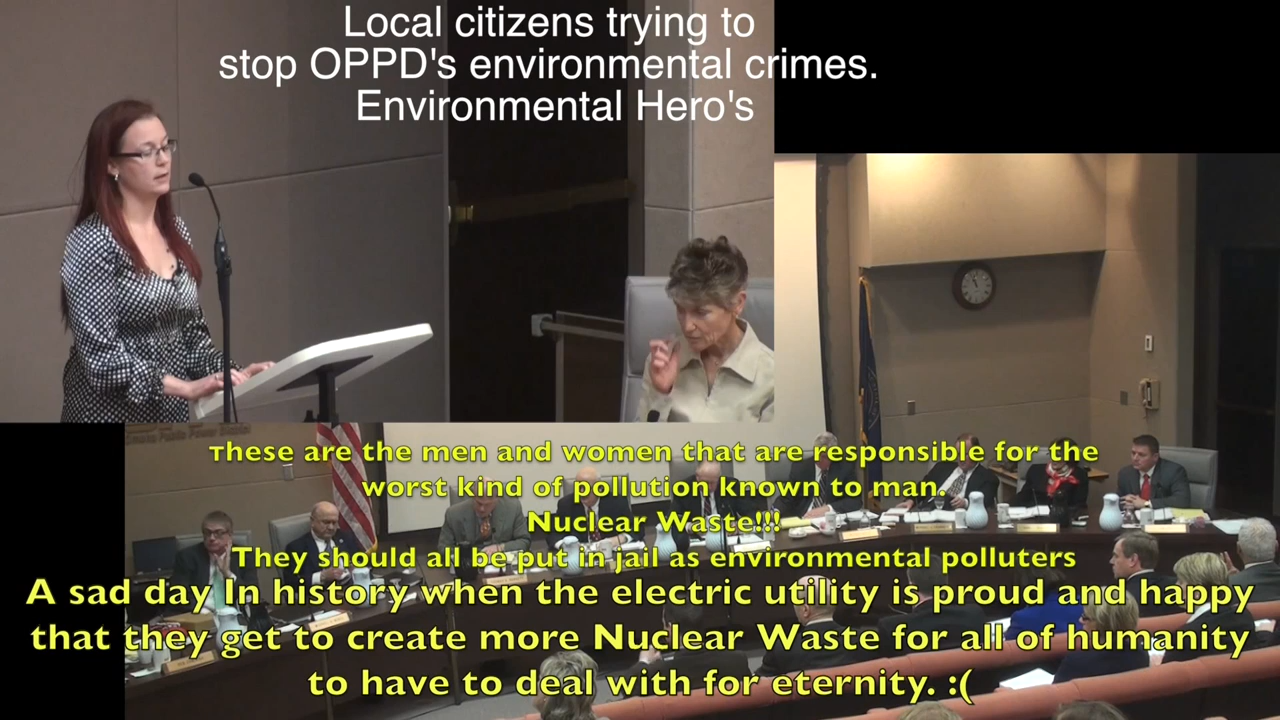 Local citizens trying to
stop OPPD's environmental crimes.
Environmental Hero's
Public Power District
These are the men and women that are responsible for the
worst kind of pollution known to man.
Nuclear Waste!!!
They should all be put in jail as environmental polluters
A sad day In history when the electric utility is proud and happy
that they get to create more Nuclear Waste for all of humanity
to have to deal with for eternity. :(